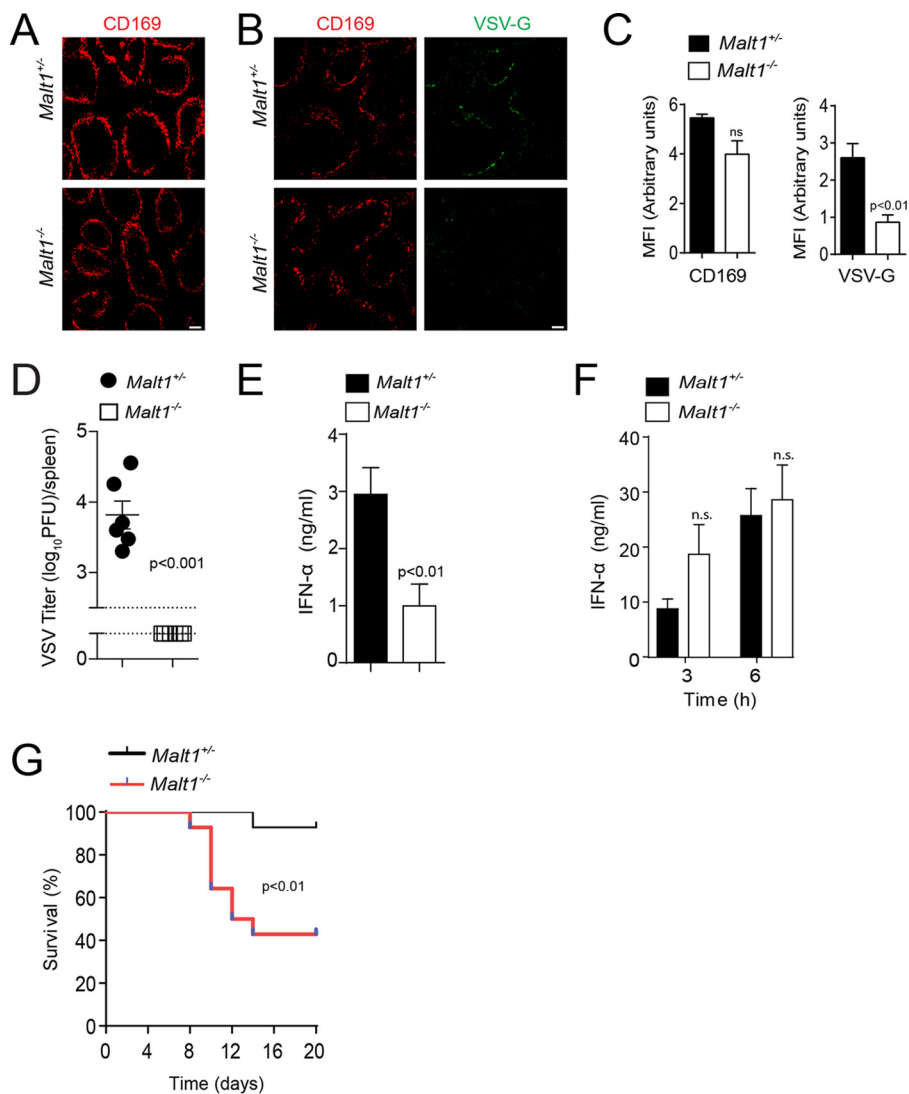 A
CD169
Malt1+/-
Malt1-/-
B
CD169
VSV-G
Malt1+/-
Malt1-/-
C
Malt1+/-
Malt1-/-
MFI (Arbitrary units)
6
4
2
0
ns
CD169
MFI (Arbitrary units)
4
3
2
1
0
p<0.01
VSV-G
D
Malt1+/-
Malt1-/-
VSV Titer (log10PFU)/spleen)
5
4
3
0
p<0.001
E
Malt1+/-
Malt1-/-
IFN-α (ng/ml)
4
3
2
1
0
p<0.01
F
Malt1+/-
Malt1-/-
IFN-α (ng/ml)
40
30
20
10
0
n.s.
n.s.
3 6
Time (h)
G
Malt1+/-
Malt1-/-
Survival (%)
100
80
60
40
20
0
p<0.01
0 4 8 12 16 20
Time (days)